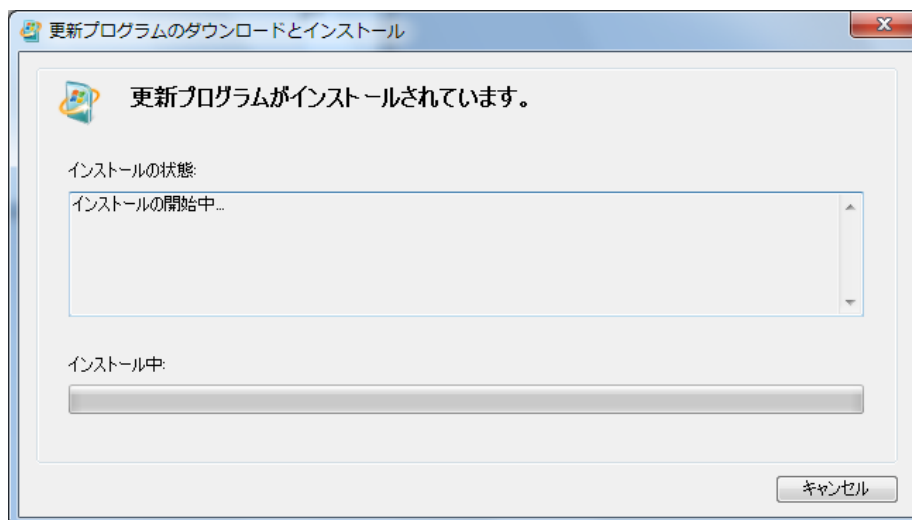 更新プログラムのダウンロードとインストール
更新プログラムがインストールされています。
インストールの状態:
インストールの開始中...
インストール中:
キャンセル